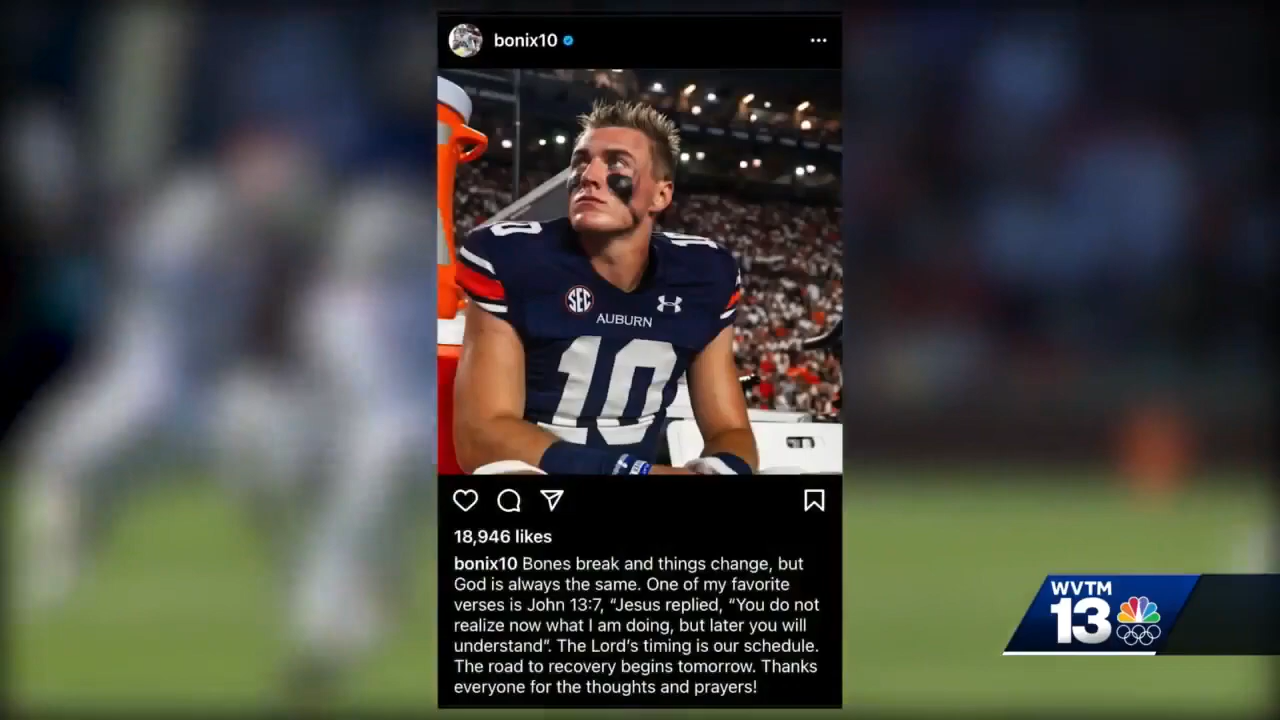 bonix10
10
10
SEC
AUBURN
10
18,946 likes
bonix10 Bones break and things change, but
God is always the same. One of my favorite
verses is John 13:7, “Jesus replied, “You do not
realize now what I am doing, but later you will
understand”. The Lord’s timing is our schedule.
The road to recovery begins tomorrow. Thanks
everyone for the thoughts and prayers!
WVTM
13